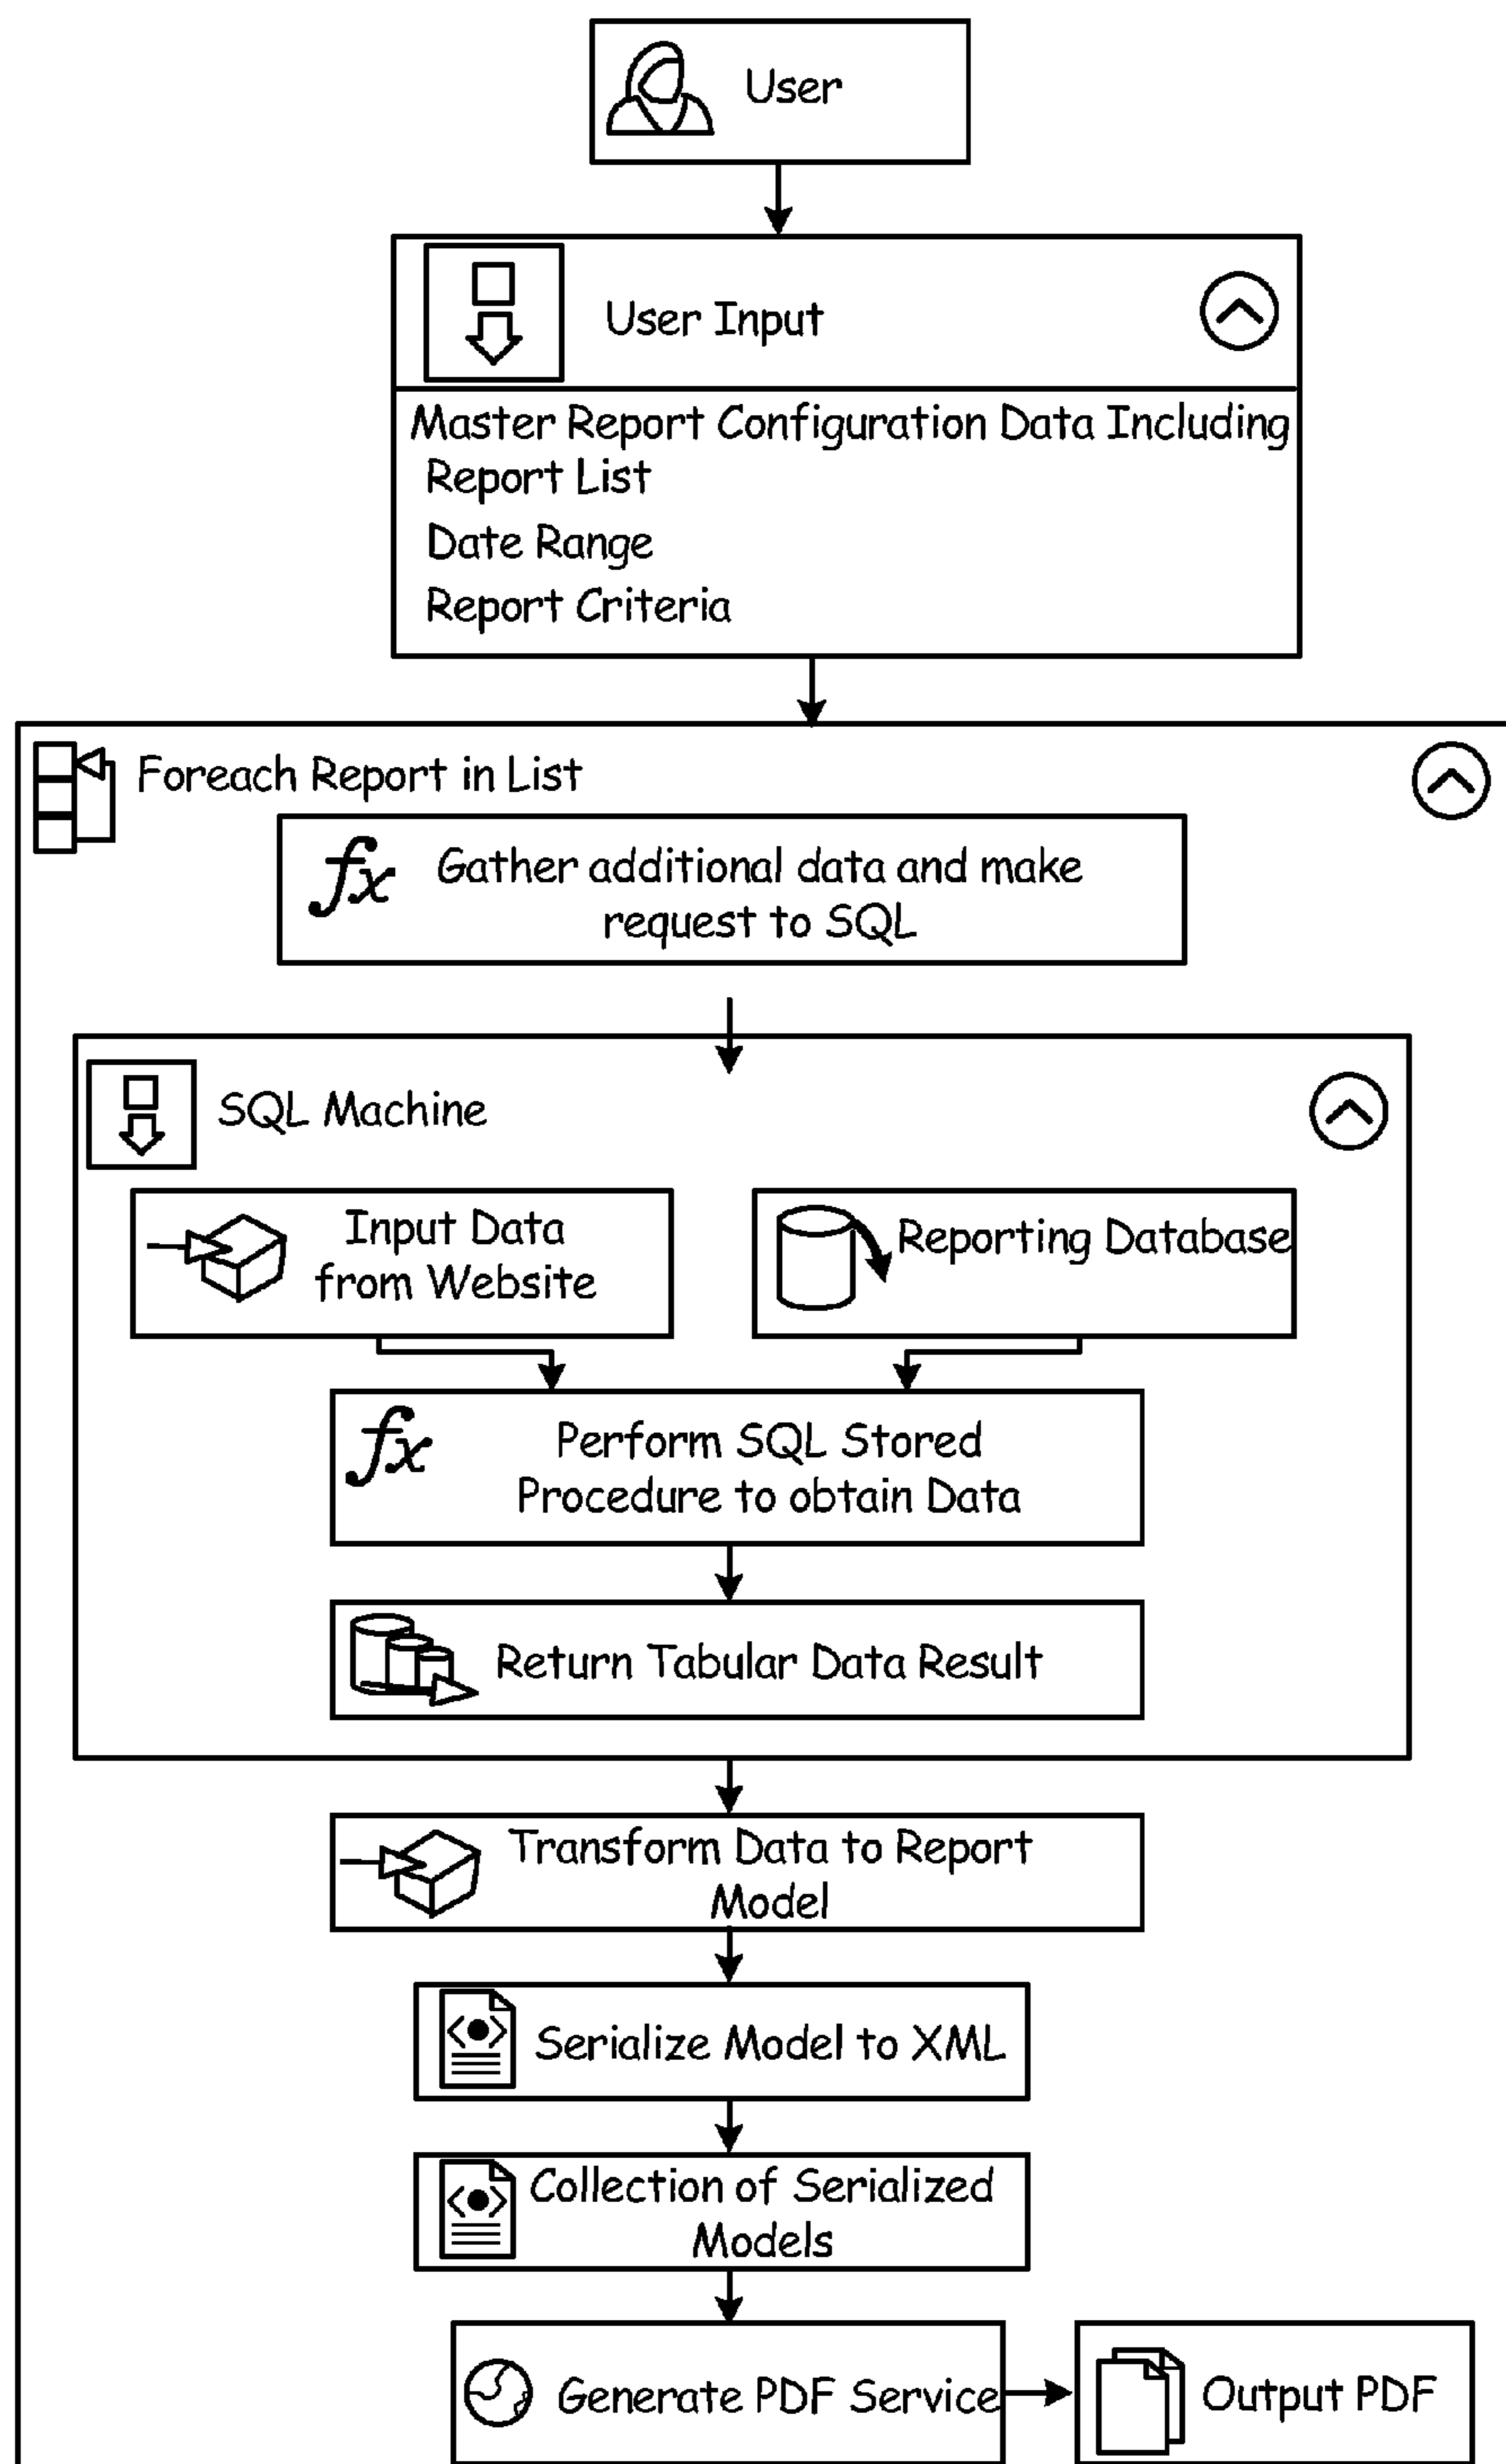 User
User Input
Master Report Configuration Data Including
Report List
Date Range
Report Criteria
Foreach Report in List
fx
Gather additional data and make
request to SQL
SQL Machine
Input Data
from Website
Reporting Database
fx
Perform SQL Stored
Procedure to obtain Data
Return Tabular Data Result
Transform Data to Report
Model
Serialize Model to XML
Collection of Serialized
Models
Generate PDF Service
Output PDF